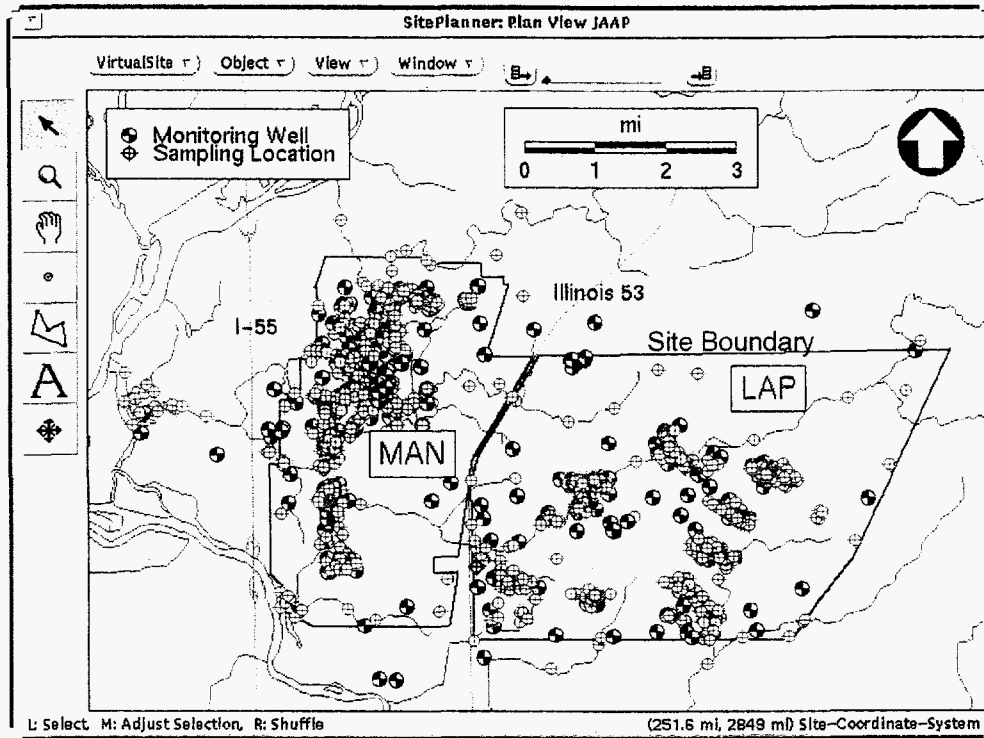 SitePlanner: Plan View JAAP
VirtualSite Object View Window
Monitoring Well
Sampling Location
mi
0 1 2 3
Illinois 53
I-55
Site Boundary
LAP
MAN
A
L: Select, M: Adjust Selection, R: Shuffle (251.6 mi, 2849 mi) Site-Coordinate-System